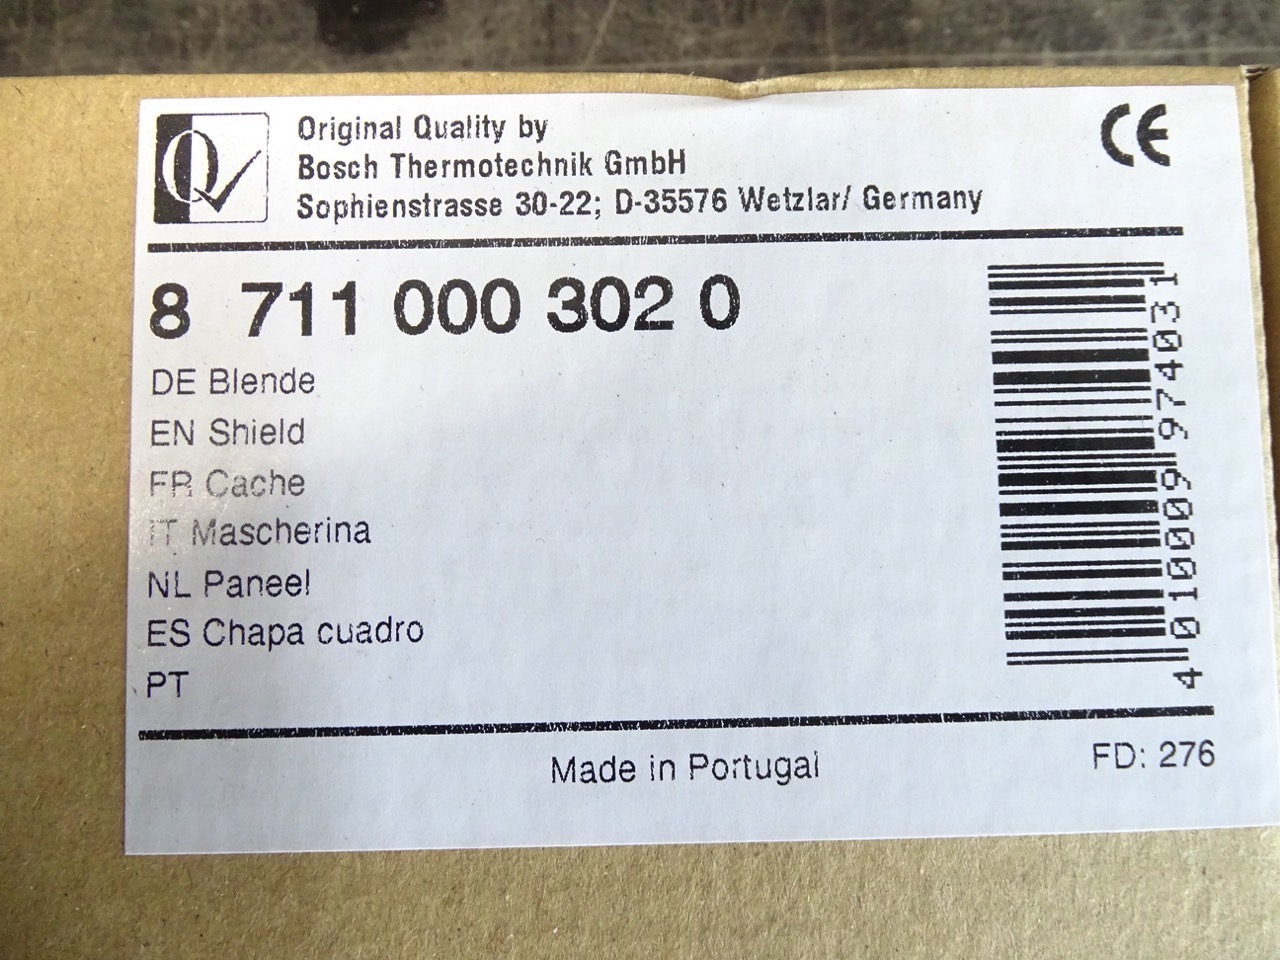 Original Quality by
Bosch Thermotechnik GmbH
Sophienstrasse 30-22; D-35576 Wetzlar/ Germany
CE
8 711 000 302 0
DE Blende
EN Shield
FR Cache
IT Mascherina
NL Paneel
ES Chapa cuadro
PT
4 010009 974031
Made in Portugal
FD: 276